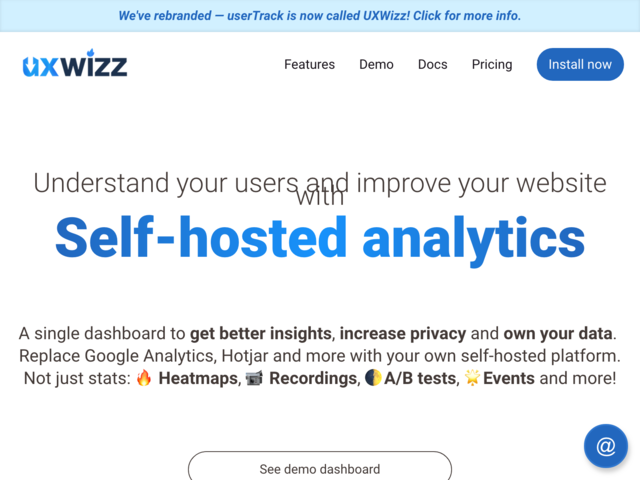 We've rebranded — userTrack is now called UXWizz! Click for more info.
uxwizz
Features Demo Docs Pricing Install now
Understand your users and improve your website
with
Self-hosted analytics
A single dashboard to get better insights, increase privacy and own your data.
Replace Google Analytics, Hotjar and more with your own self-hosted platform.
Not just stats: 🔥 Heatmaps, 📹 Recordings, 🌓A/B tests, 🌟Events and more!
@
See demo dashboard